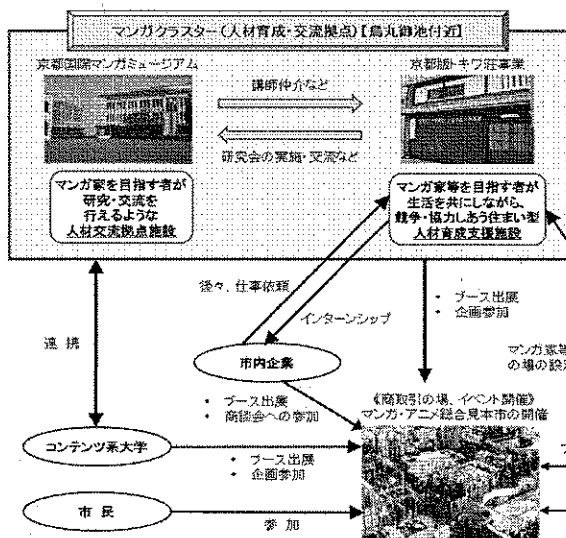 マンガクラスター(人材育成・交流拠点)【烏丸御池付近】
京都国際マンガミュージアム
京都版トキワ荘事業
講師仲介など
研究会の実施・交流など
マンガ家を目指す者が
研究・交流を
行えるような
人材交流拠点施設
マンガ家等を目指す者が
生活を共にしながら、
競争・協力しあう住まい型
人材育成支援施設
後々、仕事依頼
インターンシップ
・ ブース出展
・ 企画参加
連 携
市内企業
マンガ家等
の場の設定
・ ブース出展
・ 商談会への参加
《商取引の場、イベント開催》
マンガ・アニメ総合見本市の開催
コンテンツ系大学
・ ブース出展
・ 企画参加
市 民
参 加